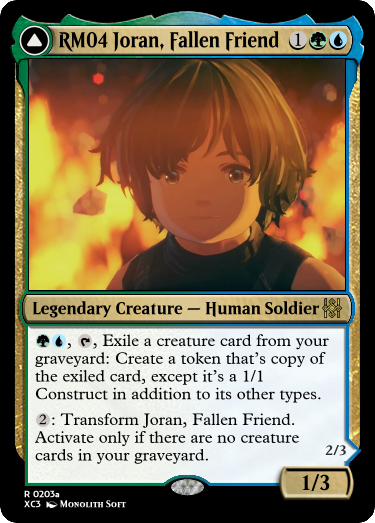 RM04 Joran, Fallen Friend 1
Legendary Creature — Human Soldier
, , Exile a creature card from your
graveyard: Create a token that's copy of
the exiled card, except it's a 1/1
Construct in addition to its other types.
2: Transform Joran, Fallen Friend.
Activate only if there are no creature
cards in your graveyard.
2/3
1/3
R 0203a
XC3 Monolith Soft